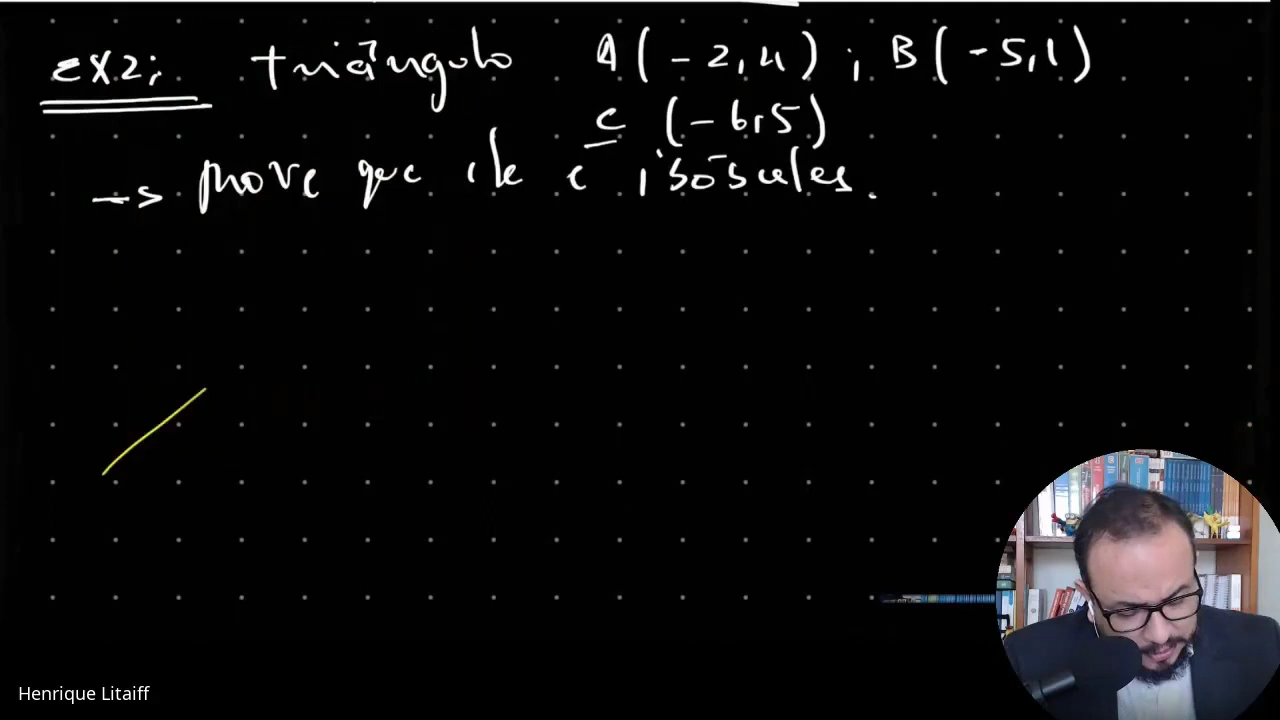 ex2: triângulo A(-2,4); B(-5,1)
C (-6,5)
→ prove que ele é isósceles.
Henrique Litaiff